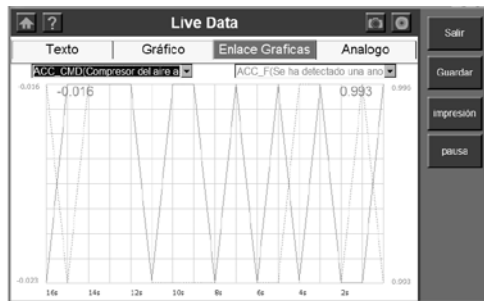 ?
Live Data
Texto
Gráfico
Enlace Graficas
Analogo
ACC_CMD(Compresor del aire a
ACC_F(Se ha detectado una ano
-0.016
-0.016
0.993
0.995
-0.023
0.993
16s
14s
12s
10s
8s
6s
4s
2s
Salir
Guardar
impresión
pausa